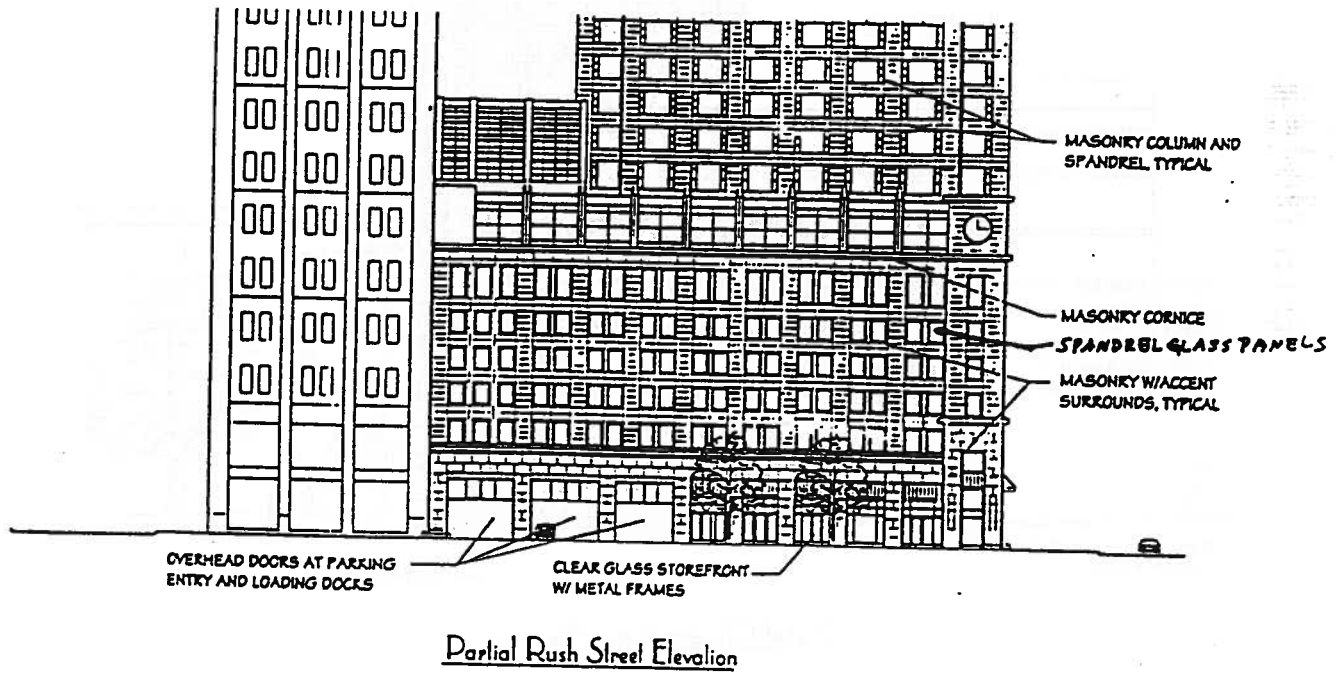 MASONRY COLUMN AND
SPANDREL, TYPICAL
MASONRY CORNICE
SPANDREL GLASS PANELS
MASONRY W/ACCENT
SURROUNDS, TYPICAL
OVERHEAD DOORS AT PARKING
ENTRY AND LOADING DOCKS
CLEAR GLASS STOREFRONT
W/ METAL FRAMES
Partial Rush Street Elevation